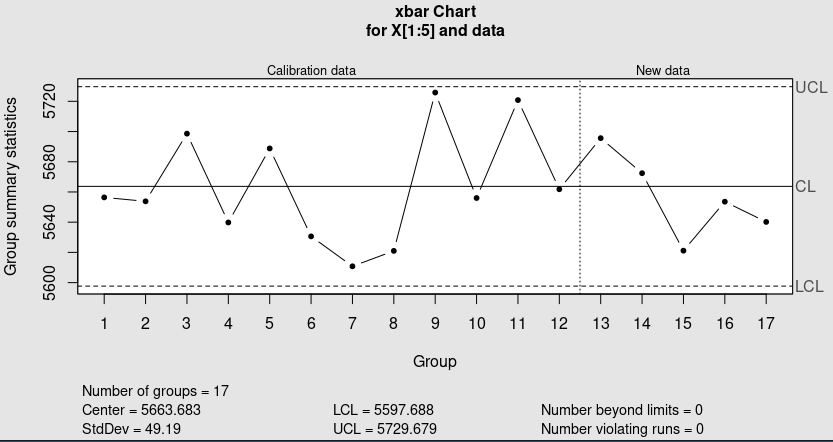 xbar Chart
for X[1:5] and data
Calibration data
New data
Group summary statistics
5720
5680
5640
5600
UCL
CL
LCL
1 2 3 4 5 6 7 8 9 10 11 12 13 14 15 16 17
Group
Number of groups = 17
Center = 5663.683
StdDev = 49.19
LCL = 5597.688
UCL = 5729.679
Number beyond limits = 0
Number violating runs = 0